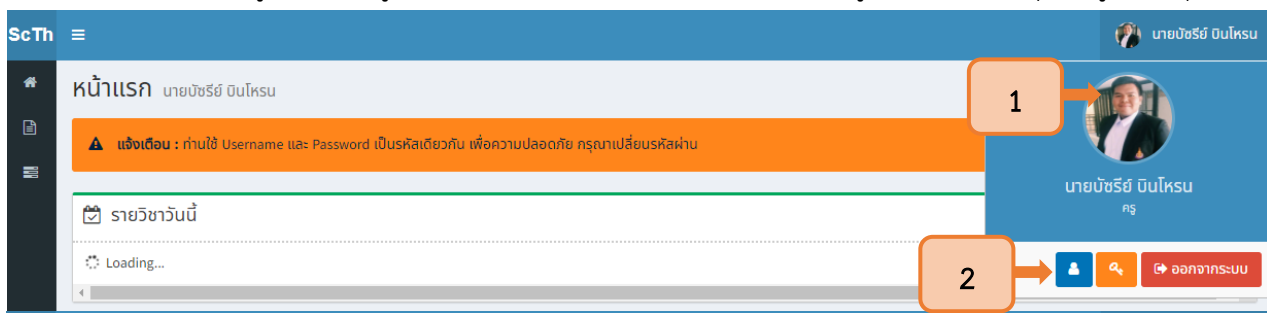 ScTh
นายบัซรีย์ บินโหรน
หน้าแรก นายบัซรีย์ บินโหรน
1
แจ้งเตือน : ท่านใช้ Username และ Password เป็นรหัสเดียวกัน เพื่อความปลอดภัย กรุณาเปลี่ยนรหัสผ่าน
นายบัซรีย์ บินโหรน
ครู
รายวิชาวันนี้
Loading...
2
ออกจากระบบ